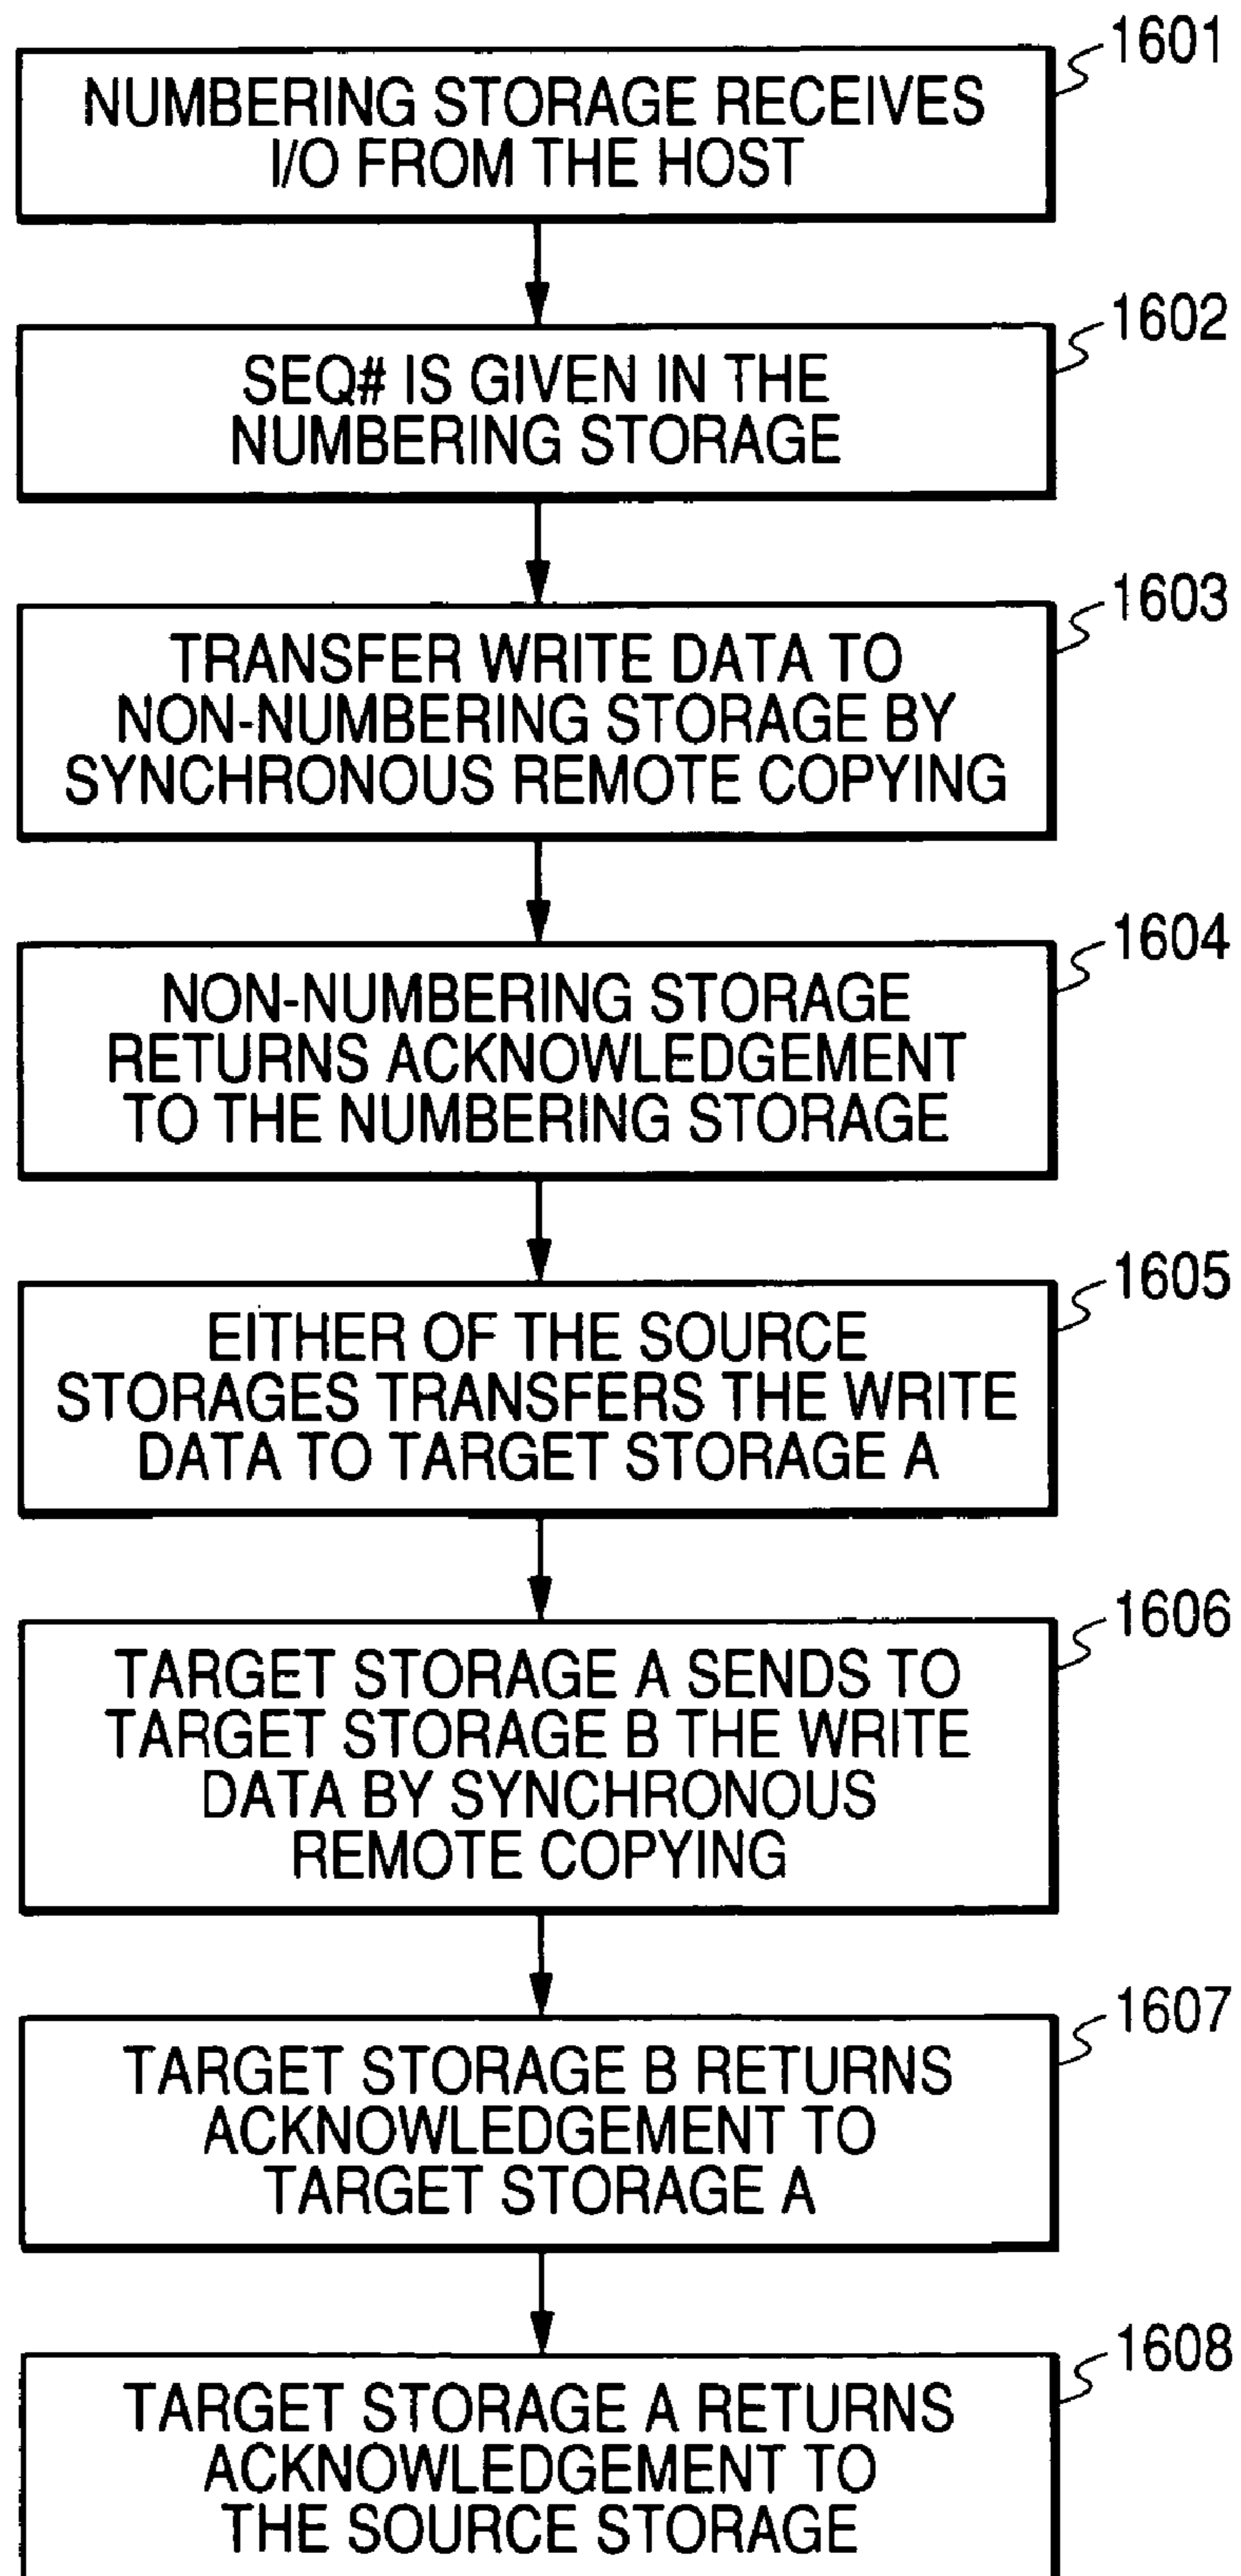 1601
NUMBERING STORAGE RECEIVES
I/O FROM THE HOST
1602
SEQ# IS GIVEN IN THE
NUMBERING STORAGE
1603
TRANSFER WRITE DATA TO
NON-NUMBERING STORAGE BY
SYNCHRONOUS REMOTE COPYING
1604
NON-NUMBERING STORAGE
RETURNS ACKNOWLEDGEMENT
TO THE NUMBERING STORAGE
1605
EITHER OF THE SOURCE
STORAGES TRANSFERS THE WRITE
DATA TO TARGET STORAGE A
1606
TARGET STORAGE A SENDS TO
TARGET STORAGE B THE WRITE
DATA BY SYNCHRONOUS
REMOTE COPYING
1607
TARGET STORAGE B RETURNS
ACKNOWLEDGEMENT TO
TARGET STORAGE A
1608
TARGET STORAGE A RETURNS
ACKNOWLEDGEMENT TO
THE SOURCE STORAGE